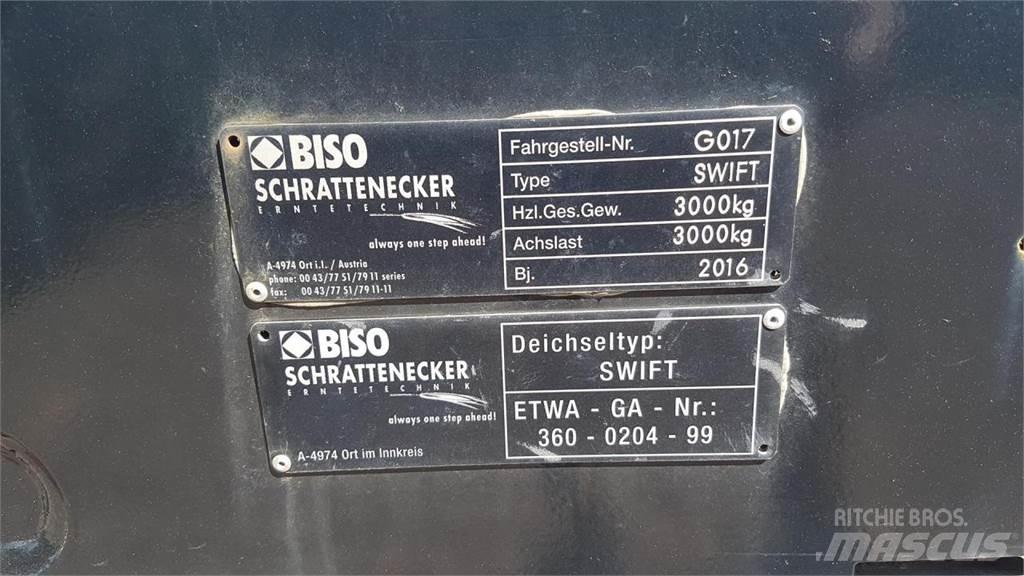 BISO
SCHRATTENECKER
ERNTETECHNIK
always one step ahead!
A-4974 Ort i.I. / Austria
phone: 00 43/77 51/79 11 series
fax: 00 43/77 51/79 11-11
Fahrgestell-Nr. G017
Type SWIFT
Hzl.Ges.Gew. 3000kg
Achslast 3000kg
Bj. 2016
BISO
SCHRATTENECKER
ERNTETECHNIK
always one step ahead!
A-4974 Ort im Innkreis
Deichseltyp:
SWIFT
ETWA - GA - Nr.:
360 - 0204 - 99
RITCHIE BROS.
MASCUS